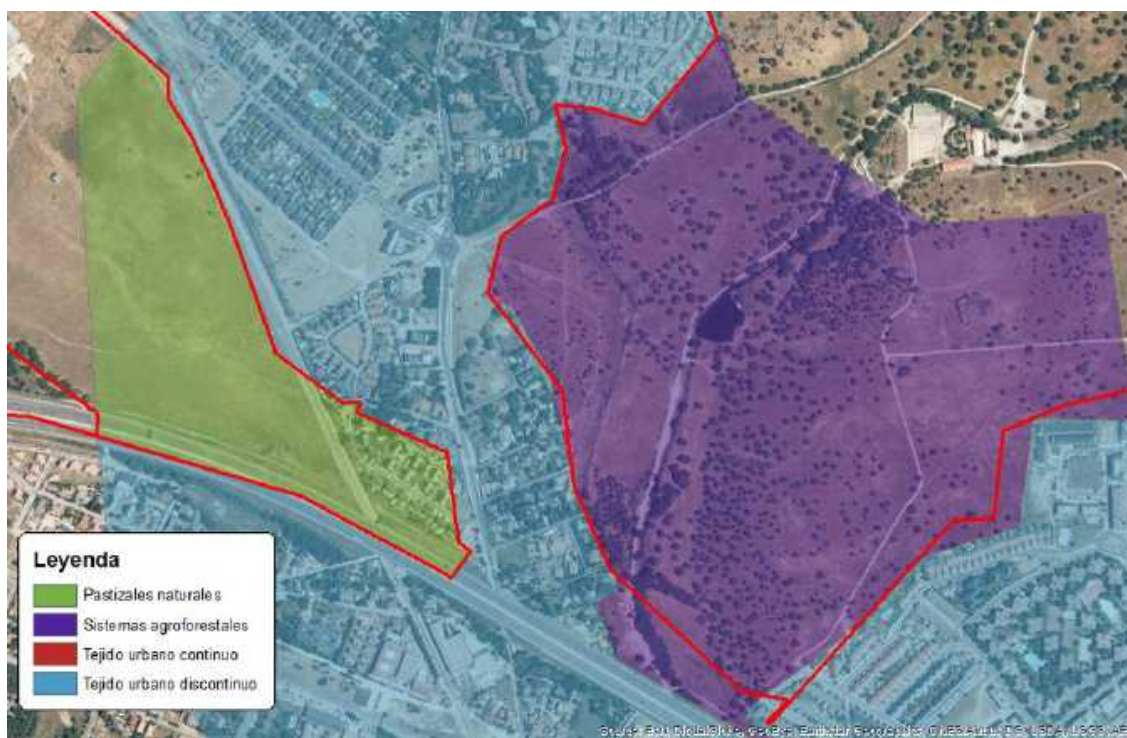 Leyenda
Pastizales naturales
Sistemas agroforestales
Tejido urbano continuo
Tejido urbano discontinuo